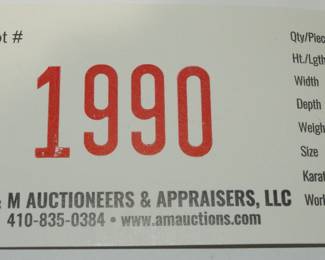 ot #
1990
& M AUCTIONEERS & APPRAISERS, LLC
410-835-0384 • www.amauctions.com
Qty/Piec
Ht./Lgth
Width
Depth
Weigh
Size
Karat
Work